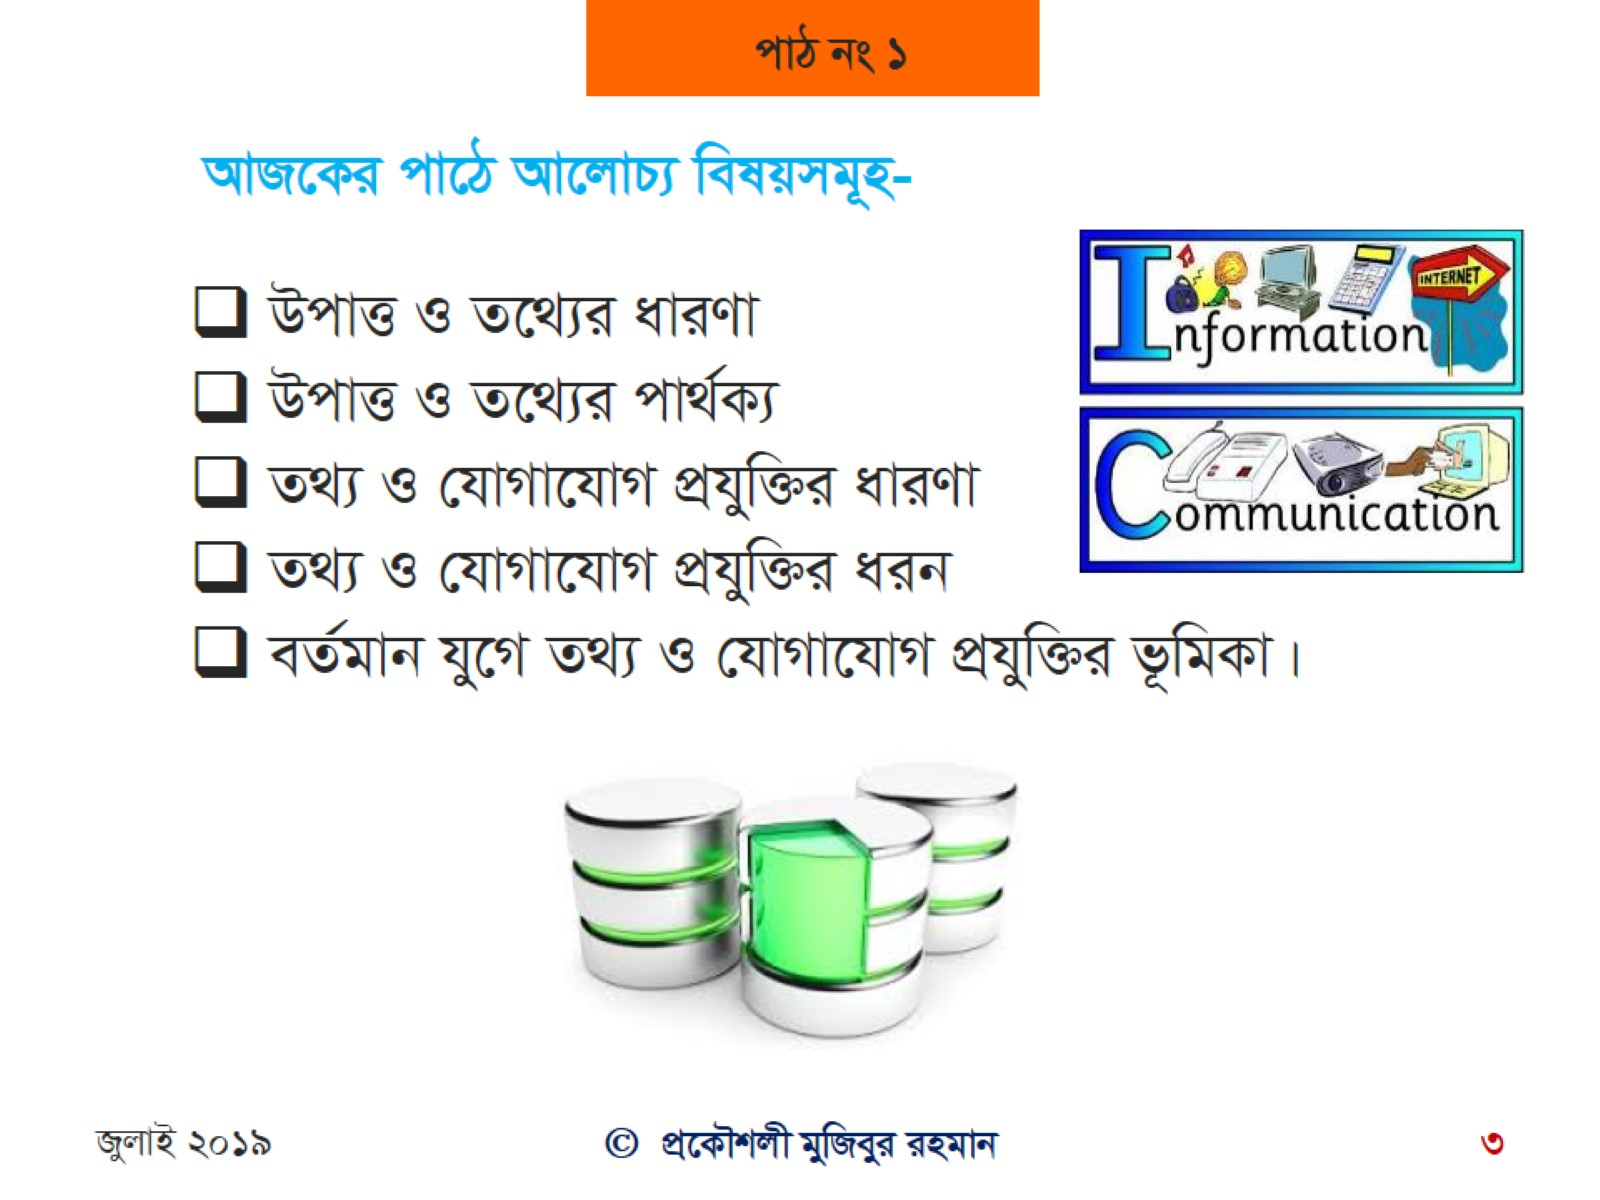 পাঠ নং ১
আজকের পাঠে আলোচ্য বিষয়সমূহ-
উপাত্ত ও তথ্যের ধারণা
উপাত্ত ও তথ্যের পার্থক্য
তথ্য ও যোগাযোগ প্রযুক্তির ধারণা
তথ্য ও যোগাযোগ প্রযুক্তির ধরন
বর্তমান যুগে তথ্য ও যোগাযোগ প্রযুক্তির ভূমিকা।
INTERNET
Information
Communication
জুলাই ২০১৯
© প্রকৌশলী মুজিবুর রহমান
৩